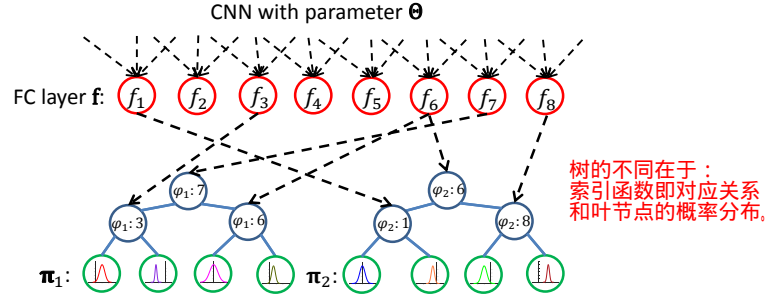 CNN with parameter Θ
FC layer f: f₁ f₂ f₃ f₄ f₅ f₆ f₇ f₈
φ₁:7 φ₂:6
φ₁:3 φ₁:6 φ₂:1 φ₂:8
π₁: π₂:
树的不同在于：
索引函数即对应关系
和叶节点的概率分布。